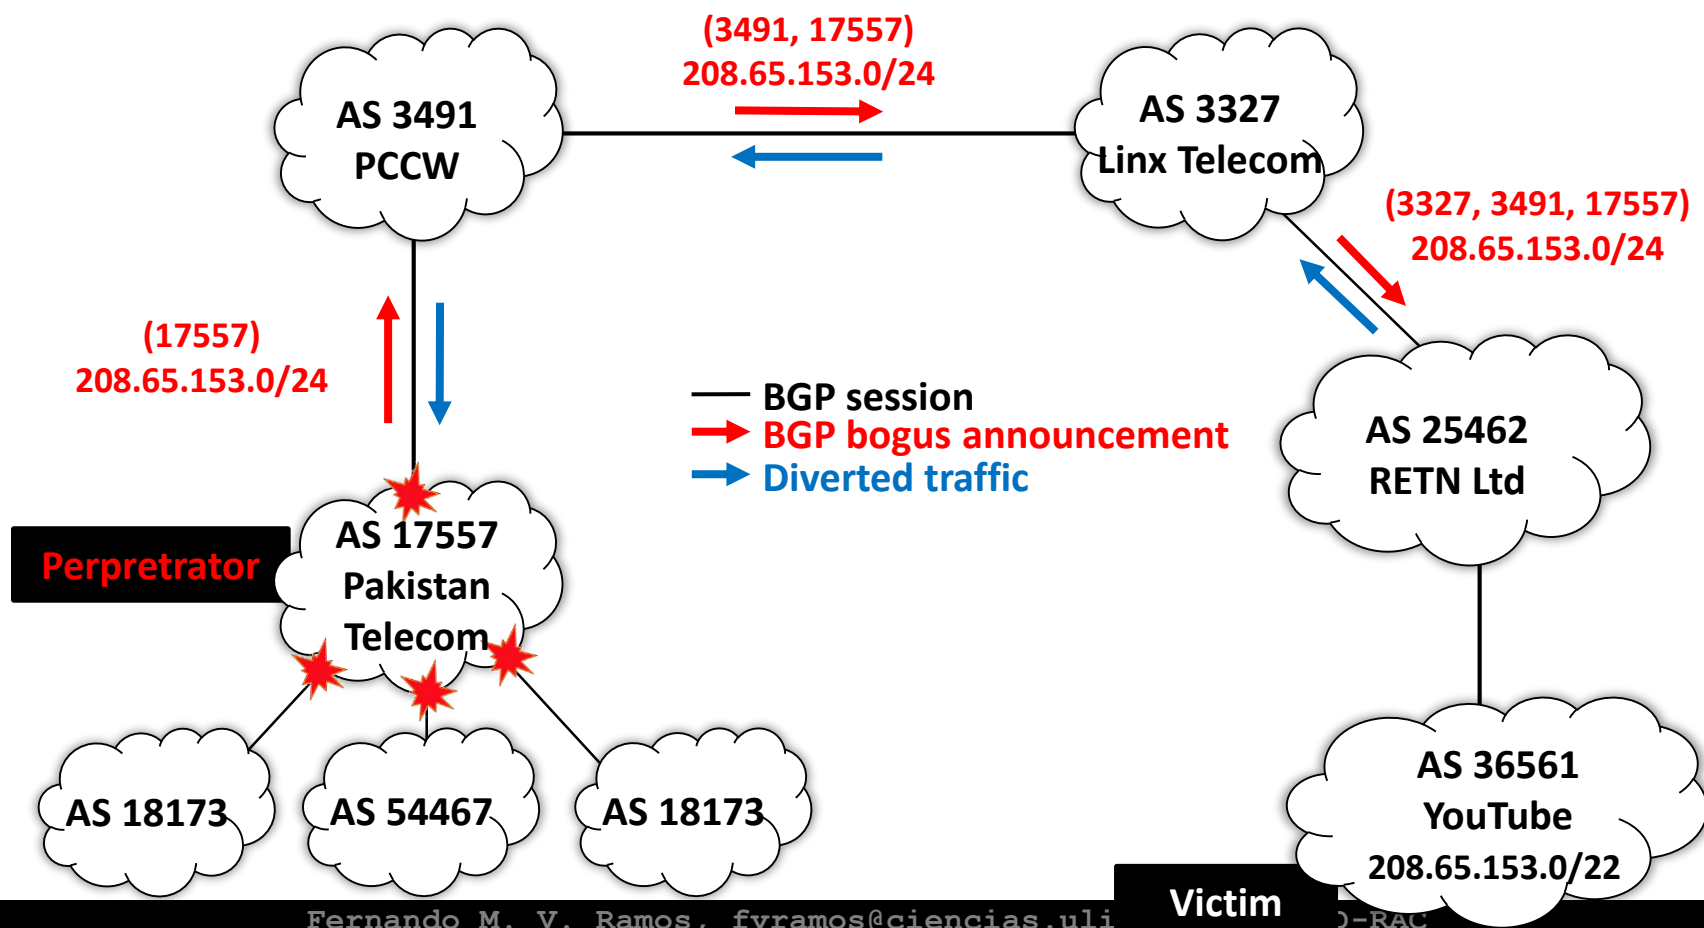 (3491, 17557)
208.65.153.0/24
AS 3491
PCCW
AS 3327
Linx Telecom
(3327, 3491, 17557)
208.65.153.0/24
(17557)
208.65.153.0/24
BGP session
BGP bogus announcement
Diverted traffic
AS 25462
RETN Ltd
Perpretrator
AS 17557
Pakistan
Telecom
AS 18173
AS 54467
AS 18173
AS 36561
YouTube
208.65.153.0/22
Victim
Fernando M. V. Ramos,